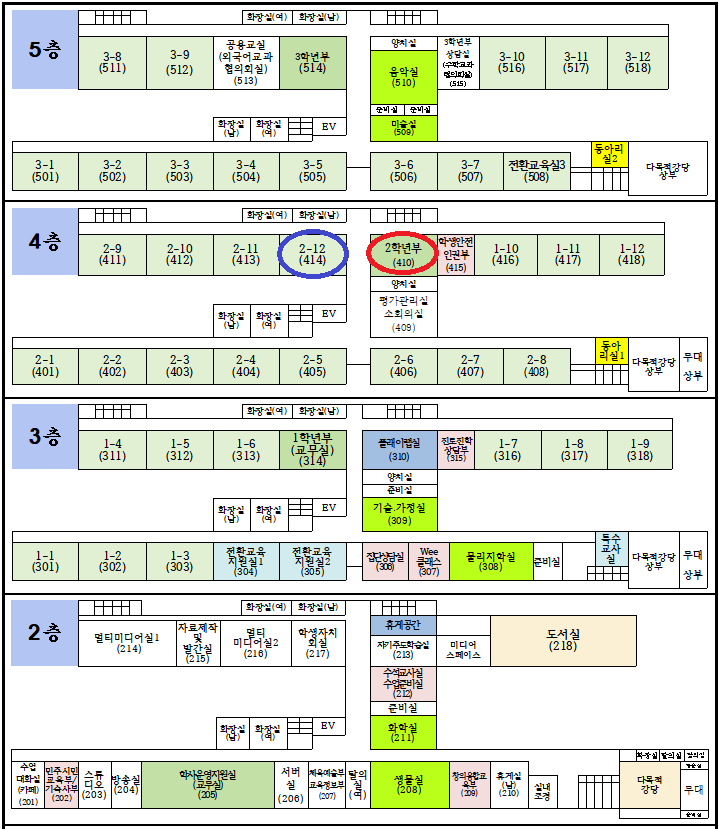 화장실(여) 화장실(남)
5층
3-8
(511)
3-9
(512)
공용교실
(외국어교과
협의회실)
(513)
3학년부
(514)
양치실
음악실
(510)
준비실 준비실
미술실
(509)
3학년부
상담실
(수학교과
협의회실)
(515)
3-10
(516)
3-11
(517)
3-12
(518)
화장실
(남)
화장실
(여)
EV
3-1
(501)
3-2
(502)
3-3
(503)
3-4
(504)
3-5
(505)
3-6
(506)
3-7
(507)
전환교육실3
(508)
동아리
실2
다목적강당
상부
화장실(여) 화장실(남)
4층
2-9
(411)
2-10
(412)
2-11
(413)
2-12
(414)
2학년부
(410)
양치실
평가관리실
소회의실
(409)
학생안전
인권부
(415)
1-10
(416)
1-11
(417)
1-12
(418)
화장실
(남)
화장실
(여)
EV
2-1
(401)
2-2
(402)
2-3
(403)
2-4
(404)
2-5
(405)
2-6
(406)
2-7
(407)
2-8
(408)
동아
리실1
다목적강당
상부
무대
상부
화장실(여) 화장실(남)
3층
1-4
(311)
1-5
(312)
1-6
(313)
1학년부
(교무실)
(314)
플레이랩실
(310)
양치실
준비실
기술.가정실
(309)
진로진학
상담부
(315)
1-7
(316)
1-8
(317)
1-9
(318)
화장실
(남)
화장실
(여)
EV
1-1
(301)
1-2
(302)
1-3
(303)
전환교육
지원실1
(304)
전환교육
지원실2
(305)
집단상담실
(306)
Wee
클래스
(307)
물리지학실
(308)
준비실
특수
교사
실
다목적강당
상부
무대
상부
화장실(여) 화장실(남)
2층
멀티미디어실1
(214)
자료제작
및
발간실
(215)
멀티
미디어실2
(216)
학생자치
회실
(217)
휴게공간
자기주도학습실
(213)
수석교사실
수업준비실
(212)
준비실
화학실
(211)
미디어
스페이스
도서실
(218)
화장실
(남)
화장실
(여)
EV
수업
대화실
(카페)
(201)
민주시민
교육부/
기숙사부
(202)
스튜
디오
(203)
방송실
(204)
학사운영지원실
(교무실)
(205)
서버
실
(206)
체육예술부
교육정보부
(207)
탈의
실
(여)
생물실
(208)
창의융합교
육부
(209)
휴게실
(남)
(210)
실내
조경
화장실 탈의실
다목적
강당
무대